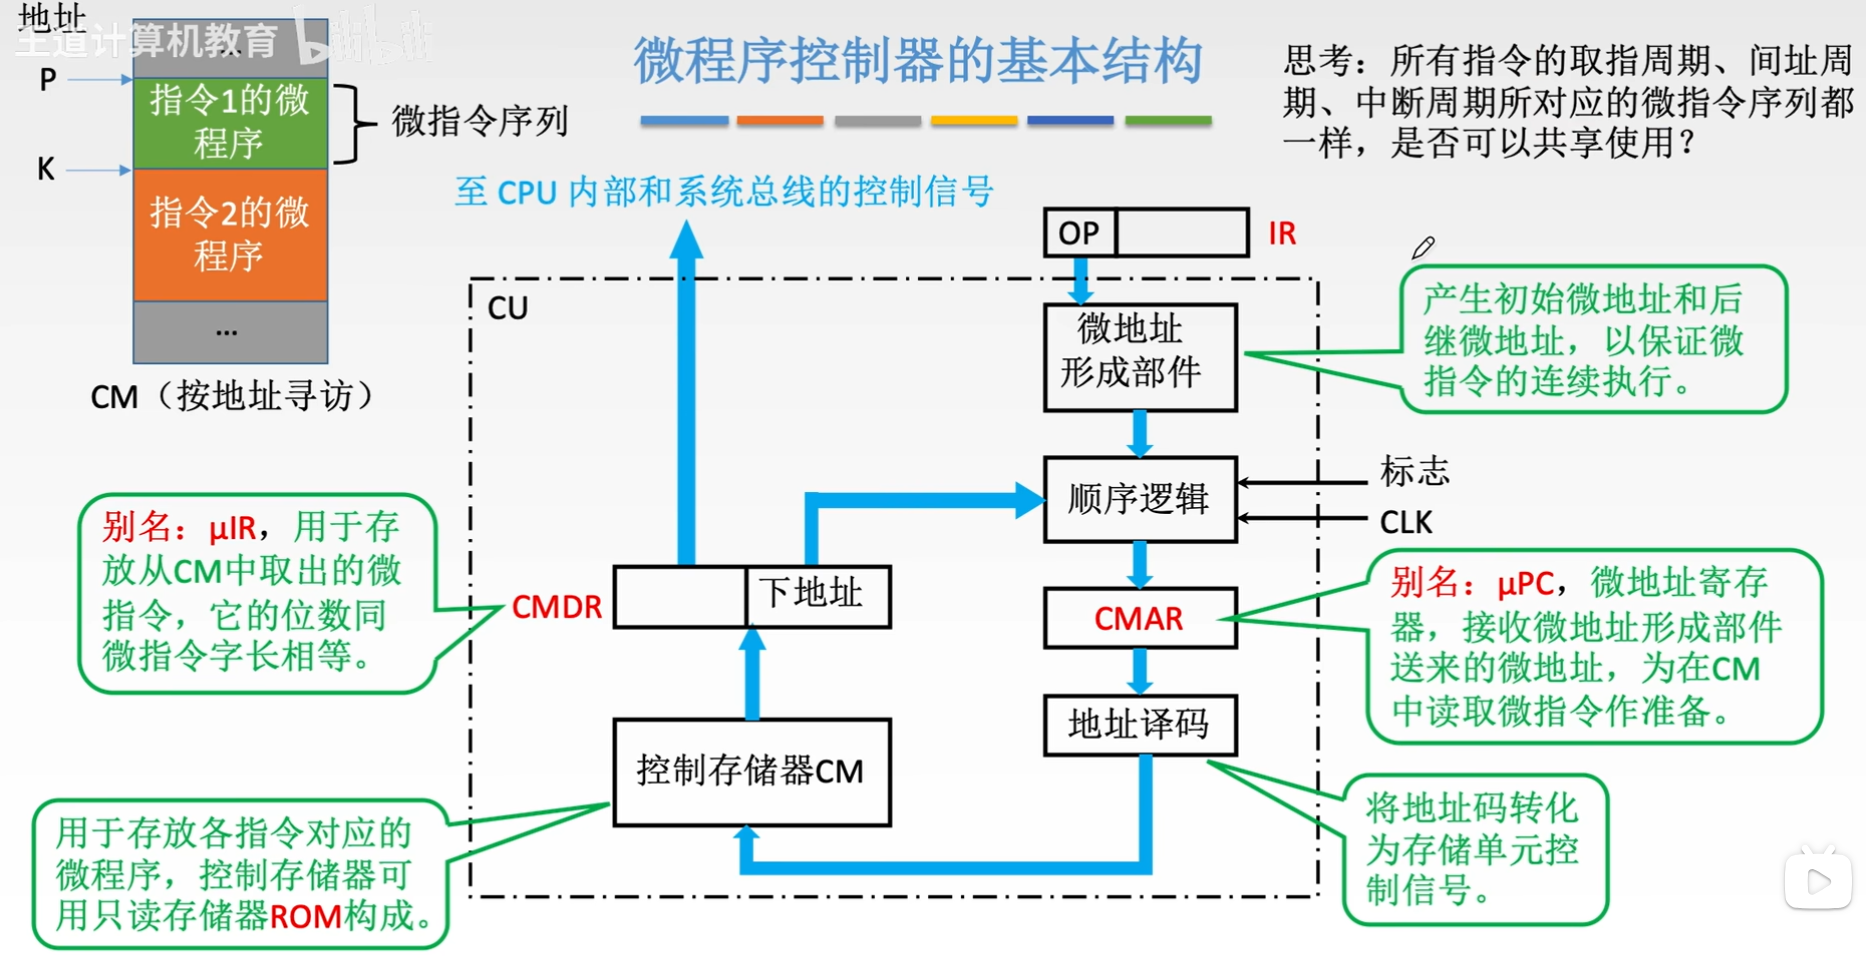 地址
王道计算机教育 bilibili
...
P
指令1的微
程序
微指令序列
K
指令2的微
程序
...
CM（按地址寻访）
微程序控制器的基本结构
思考：所有指令的取指周期、间址周
期、中断周期所对应的微指令序列都
一样，是否可以共享使用？
至 CPU 内部和系统总线的控制信号
OP
IR
CU
微地址
形成部件
产生初始微地址和后
继微地址，以保证微
指令的连续执行。
顺序逻辑
标志
CLK
别名：μIR，用于存
放从CM中取出的微
指令，它的位数同
微指令字长相等。
CMDR
下地址
CMAR
别名：μPC，微地址寄存
器，接收微地址形成部件
送来的微地址，为在CM
中读取微指令作准备。
地址译码
控制存储器CM
将地址码转化
为存储单元控
制信号。
用于存放各指令对应的
微程序，控制存储器可
用只读存储器ROM构成。